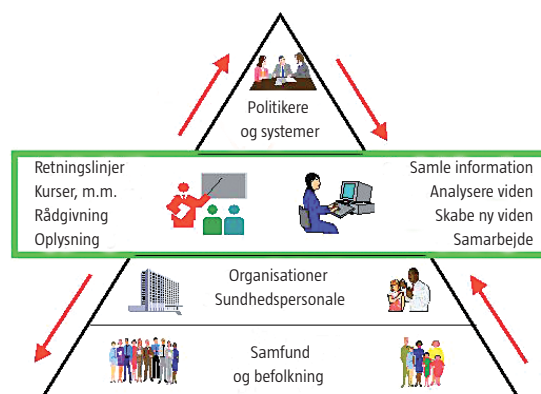 Politikere
og systemer
Retningslinjer
Kurser, m.m.
Rådgivning
Oplysning
Samle information
Analysere viden
Skabe ny viden
Samarbejde
Organisationer
Sundhedspersonale
Samfund
og befolkning